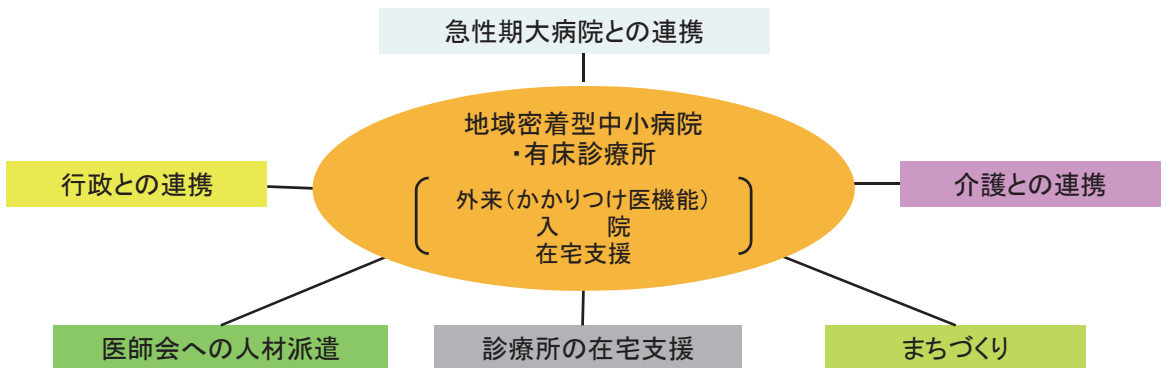 急性期大病院との連携
地域密着型中小病院
・有床診療所
行政との連携
外来(かかりつけ医機能)
入　　院
在宅支援
介護との連携
医師会への人材派遣
診療所の在宅支援
まちづくり